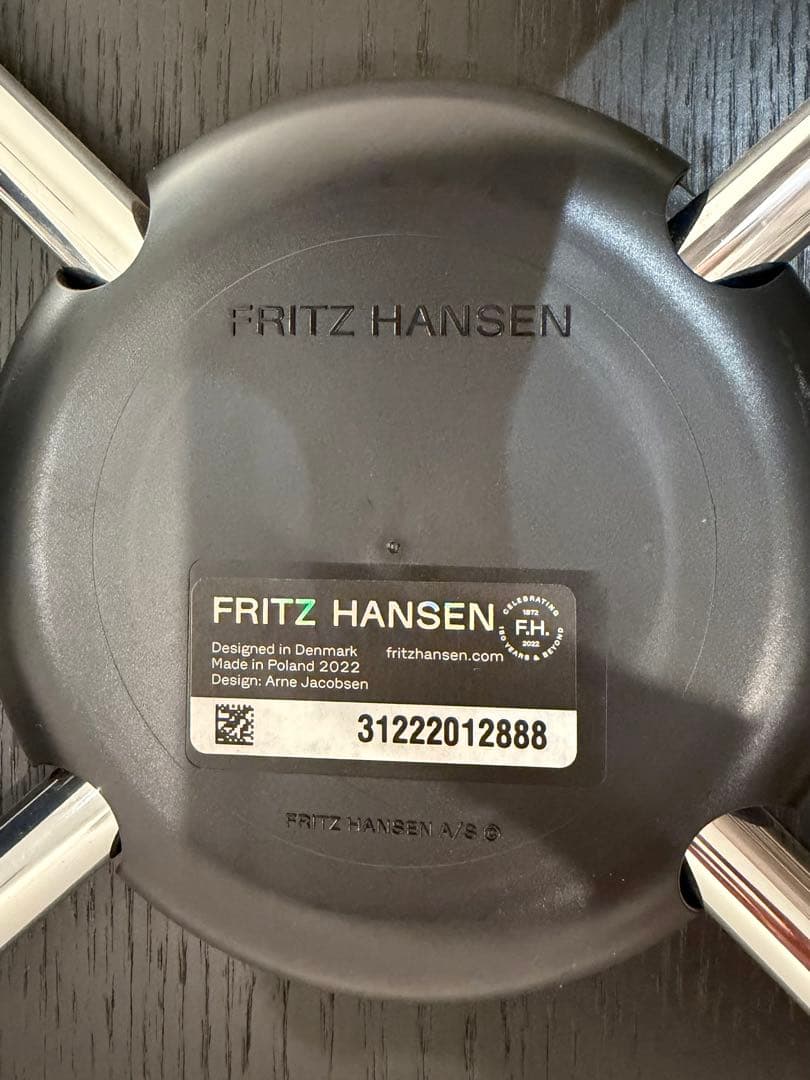 FRITZ HANSEN
FRITZ HANSEN
CELEBRATING
1872
F.H.
2022
150 YEARS & BEYOND
Designed in Denmark
Made in Poland 2022
Design: Arne Jacobsen
fritzhansen.com
31222012888
FRITZ HANSEN A/S ©